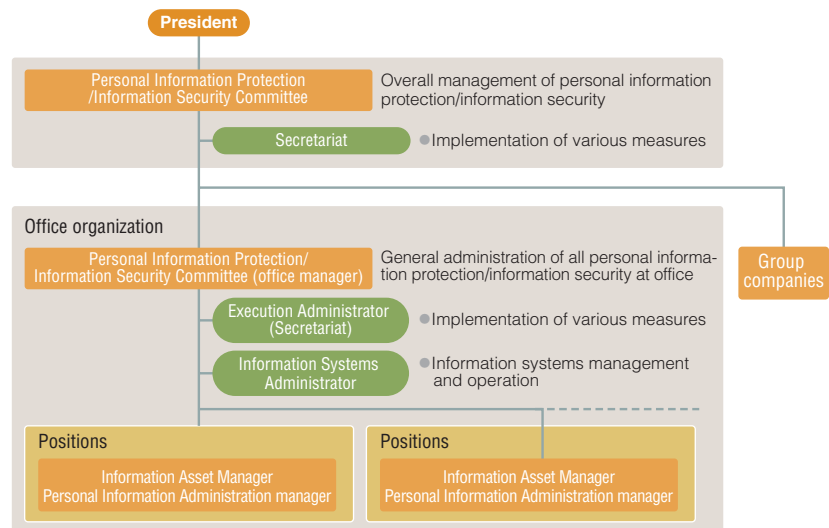 President
Personal Information Protection
/Information Security Committee
Overall management of personal information
protection/information security
Secretariat
●Implementation of various measures
Office organization
Personal Information Protection/
Information Security Committee (office manager)
General administration of all personal informa-
tion protection/information security at office
Group
companies
Execution Administrator
(Secretariat)
●Implementation of various measures
Information Systems
Administrator
●Information systems management
and operation
Positions
Information Asset Manager
Personal Information Administration manager
Positions
Information Asset Manager
Personal Information Administration manager